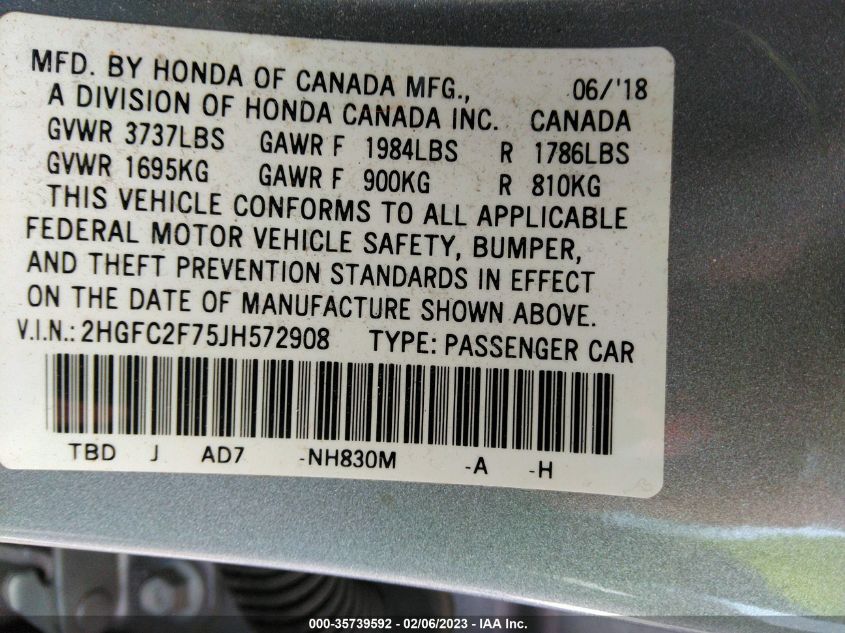 MFD. BY HONDA OF CANADA MFG., 06/'18
A DIVISION OF HONDA CANADA INC. CANADA
GVWR 3737LBS GAWR F 1984LBS R 1786LBS
GVWR 1695KG GAWR F 900KG R 810KG
THIS VEHICLE CONFORMS TO ALL APPLICABLE
FEDERAL MOTOR VEHICLE SAFETY, BUMPER,
AND THEFT PREVENTION STANDARDS IN EFFECT
ON THE DATE OF MANUFACTURE SHOWN ABOVE.
V.I.N.: 2HGFC2F75JH572908 TYPE: PASSENGER CAR
TBD J AD7 -NH830M -A -H
000-35739592 — 02/06/2023 — IAA Inc.